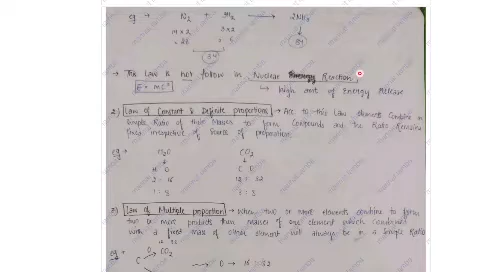 eg → N₂ + 3H₂ ⟶ 2NH₃
14×2 3×2
= 28 = 6
34 34
→ This Law is not follow in Nuclear Reaction
E = mc² ↳ high amt of Energy Release
2) Law of Constant & Definite proportions → Acc to this Law elements Combine in
Simple Ratio of their Masses to form Compounds and the Ratio Remains
irrespective of Source of preparation
eg → H₂O CO₂
H O C O
2 : 16 12 : 32
1 : 8 3 : 8
3) Law of Multiple proportion → When two or more elements combine to form
two or more products then masses of one element which combined
with a fixed mass of other element will always be in a Simple Ratio
12 32
eg → O CO₂
C O → 16 : 32